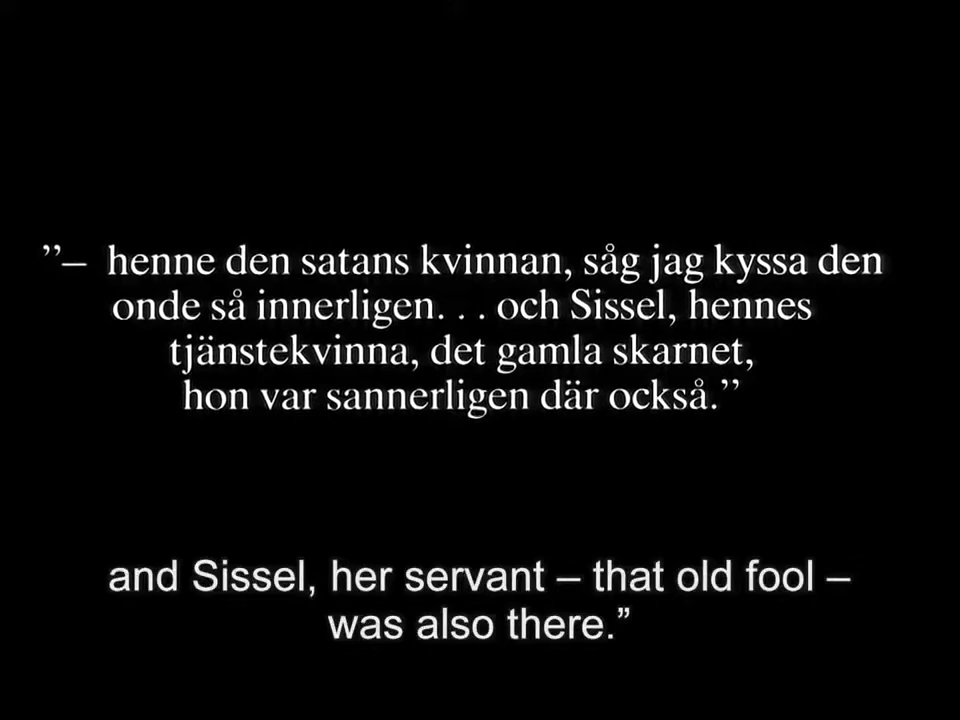 ”– henne den satans kvinnan, såg jag kyssa den
onde så innerligen. . . och Sissel, hennes
tjänstekvinna, det gamla skarnet,
hon var sannerligen där också.”
and Sissel, her servant – that old fool –
was also there.”